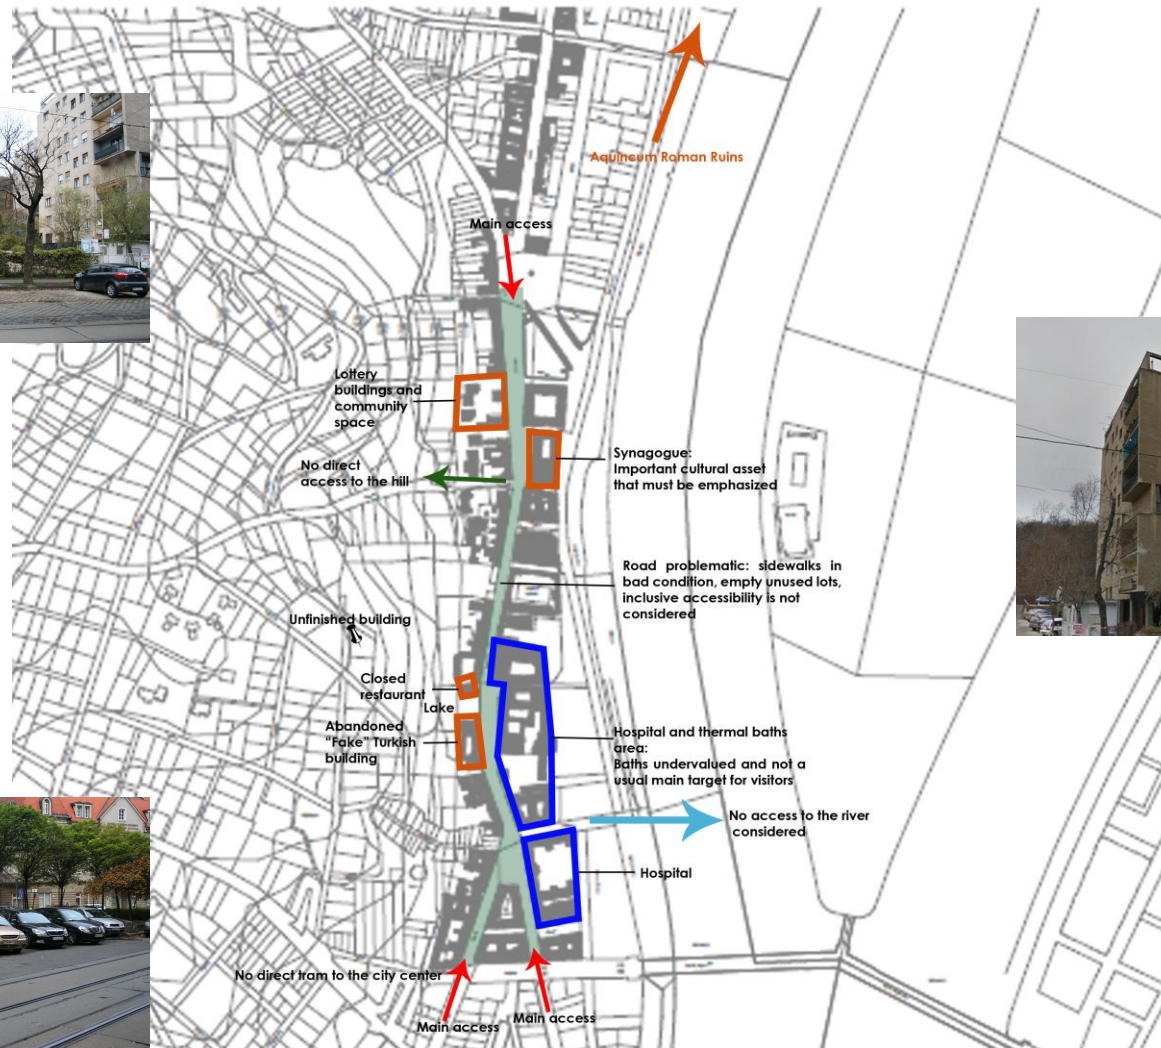 Aquincum Roman Ruins
Main access
Lottery
buildings and
community
space
No direct
access to the hill
Synagogue:
Important cultural asset
that must be emphasized
Road problematic: sidewalks in
bad condition, empty unused lots,
inclusive accessibility is not
considered
Unfinished building
Closed
restaurant
Lake
Abandoned
“Fake” Turkish
building
Hospital and thermal baths
area:
Baths undervalued and not a
usual main target for visitors
No access to the river
considered
Hospital
No direct tram to the city center
Main access
Main access